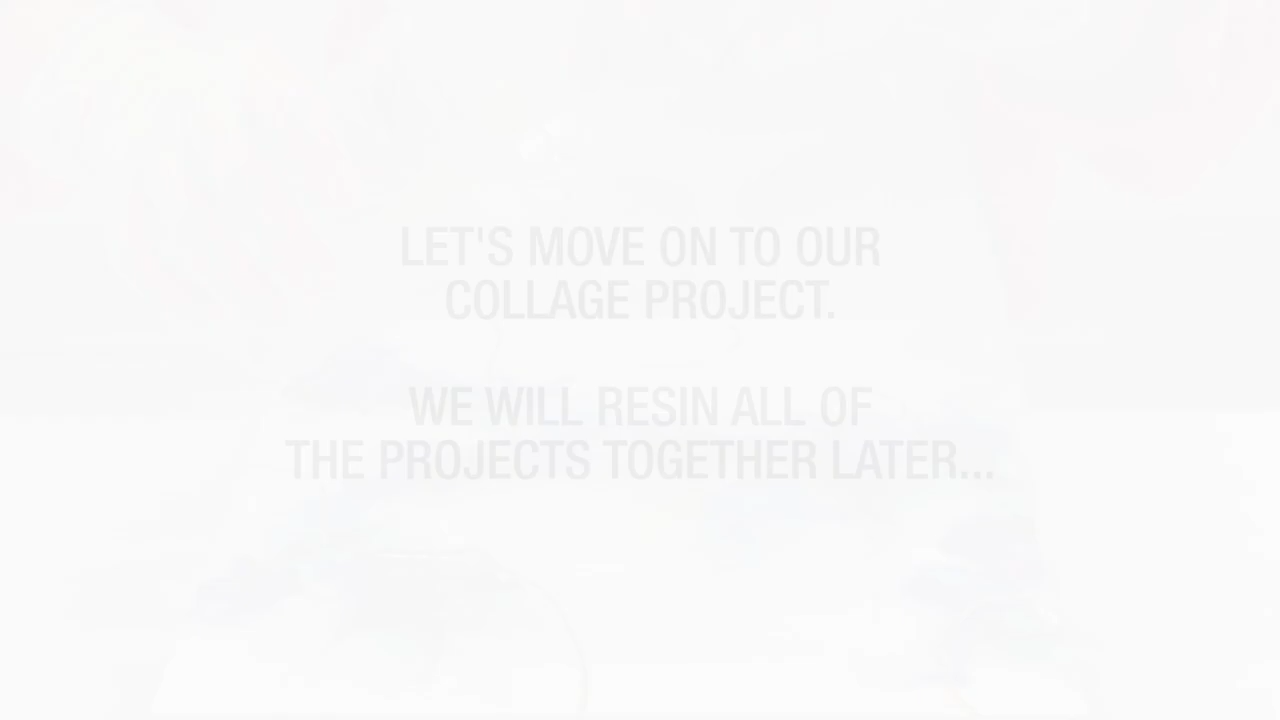 LET'S MOVE ON TO OUR
COLLAGE PROJECT.
WE WILL RESIN ALL OF
THE PROJECTS TOGETHER LATER...